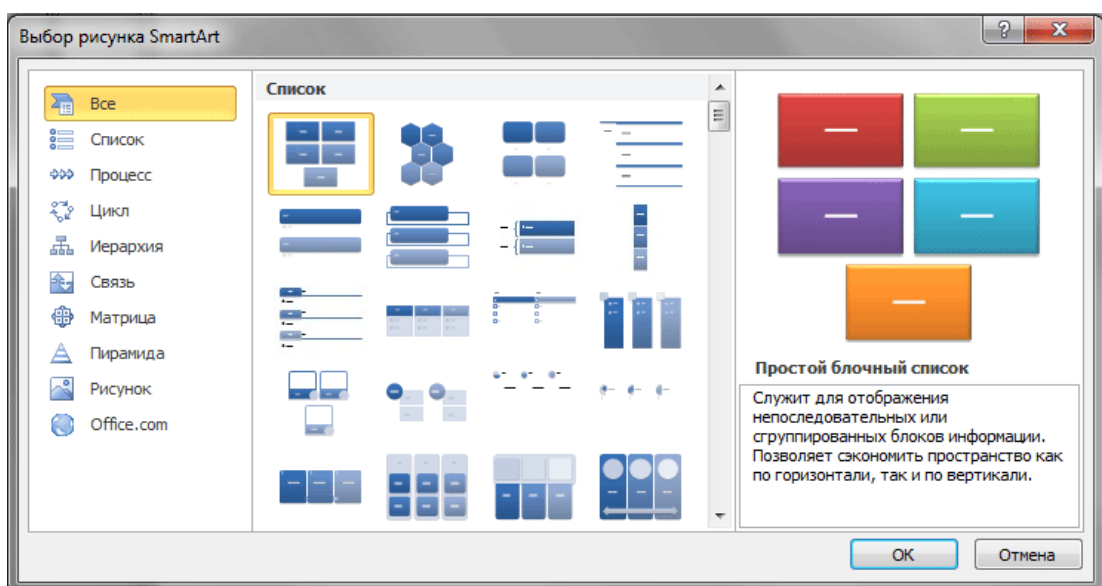 Выбор рисунка SmartArt
Все
Список
Процесс
Цикл
Иерархия
Связь
Матрица
Пирамида
Рисунок
Office.com
Список
Простой блочный список
Служит для отображения
непоследовательных или
сгруппированных блоков информации.
Позволяет сэкономить пространство как
по горизонтали, так и по вертикали.
ОК
Отмена